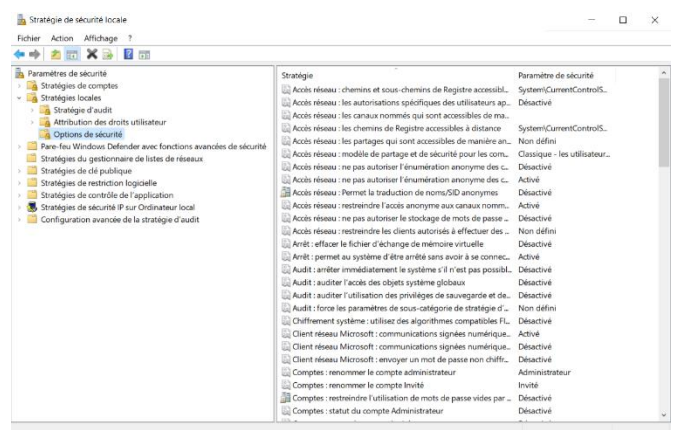 Stratégie de sécurité locale
Fichier Action Affichage ?
Paramètres de sécurité
Stratégies de comptes
Stratégies locales
Stratégie d'audit
Attribution des droits utilisateur
Options de sécurité
Pare-feu Windows Defender avec fonctions avancées de sécurité
Stratégies du gestionnaire de listes de réseaux
Stratégies de clé publique
Stratégies de restriction logicielle
Stratégies de contrôle de l'application
Stratégies de sécurité IP sur Ordinateur local
Configuration avancée de la stratégie d'audit
Stratégie Paramètre de sécurité
Accès réseau : chemins et sous-chemins de Registre accessibl... System\CurrentControlS...
Accès réseau : les autorisations spécifiques des utilisateurs ap... Désactivé
Accès réseau : les canaux nommés qui sont accessibles de ma...
Accès réseau : les chemins de Registre accessibles à distance System\CurrentControlS...
Accès réseau : les partages qui sont accessibles de manière an... Non défini
Accès réseau : modèle de partage et de sécurité pour les com... Classique - les utilisateur...
Accès réseau : ne pas autoriser l'énumération anonyme des c... Désactivé
Accès réseau : ne pas autoriser l'énumération anonyme des c... Activé
Accès réseau : Permet la traduction de noms/SID anonymes Désactivé
Accès réseau : restreindre l'accès anonyme aux canaux nomm... Activé
Accès réseau : ne pas autoriser le stockage de mots de passe ... Désactivé
Accès réseau : restreindre les clients autorisés à effectuer des ... Non défini
Arrêt : effacer le fichier d'échange de mémoire virtuelle Désactivé
Arrêt : permet au système d'être arrêté sans avoir à se connec... Activé
Audit : arrêter immédiatement le système s'il n'est pas possibl... Désactivé
Audit : auditer l'accès des objets système globaux Désactivé
Audit : auditer l'utilisation des privilèges de sauvegarde et de... Désactivé
Audit : force les paramètres de sous-catégorie de stratégie d'... Non défini
Chiffrement système : utilisez des algorithmes compatibles FI... Désactivé
Client réseau Microsoft : communications signées numérique... Activé
Client réseau Microsoft : communications signées numérique... Désactivé
Client réseau Microsoft : envoyer un mot de passe non chiffr... Désactivé
Comptes : renommer le compte administrateur Administrateur
Comptes : renommer le compte Invité Invité
Comptes : restreindre l'utilisation de mots de passe vides par ... Désactivé
Comptes : statut du compte Administrateur Désactivé